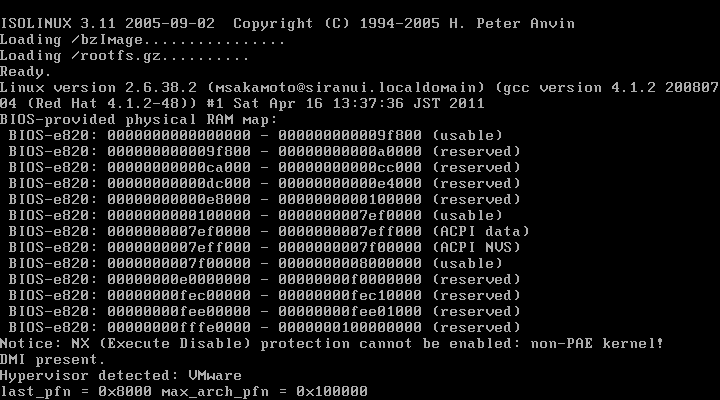 ISOLINUX 3.11 2005-09-02  Copyright (C) 1994-2005 H. Peter Anvin
Loading /bzImage...............
Loading /rootfs.gz..........
Ready.
Linux version 2.6.38.2 (msakamoto@siranui.localdomain) (gcc version 4.1.2 200807
04 (Red Hat 4.1.2-48)) #1 Sat Apr 16 13:37:36 JST 2011
BIOS-provided physical RAM map:
 BIOS-e820: 0000000000000000 - 000000000009f800 (usable)
 BIOS-e820: 000000000009f800 - 00000000000a0000 (reserved)
 BIOS-e820: 00000000000ca000 - 00000000000cc000 (reserved)
 BIOS-e820: 00000000000dc000 - 00000000000e4000 (reserved)
 BIOS-e820: 00000000000e8000 - 0000000000100000 (reserved)
 BIOS-e820: 0000000000100000 - 0000000007ef0000 (usable)
 BIOS-e820: 0000000007ef0000 - 0000000007eff000 (ACPI data)
 BIOS-e820: 0000000007eff000 - 0000000007f00000 (ACPI NVS)
 BIOS-e820: 0000000007f00000 - 0000000008000000 (usable)
 BIOS-e820: 00000000e0000000 - 00000000f0000000 (reserved)
 BIOS-e820: 00000000fec00000 - 00000000fec10000 (reserved)
 BIOS-e820: 00000000fee00000 - 00000000fee01000 (reserved)
 BIOS-e820: 00000000fffe0000 - 0000000100000000 (reserved)
Notice: NX (Execute Disable) protection cannot be enabled: non-PAE kernel!
DMI present.
Hypervisor detected: VMware
last_pfn = 0x8000 max_arch_pfn = 0x100000